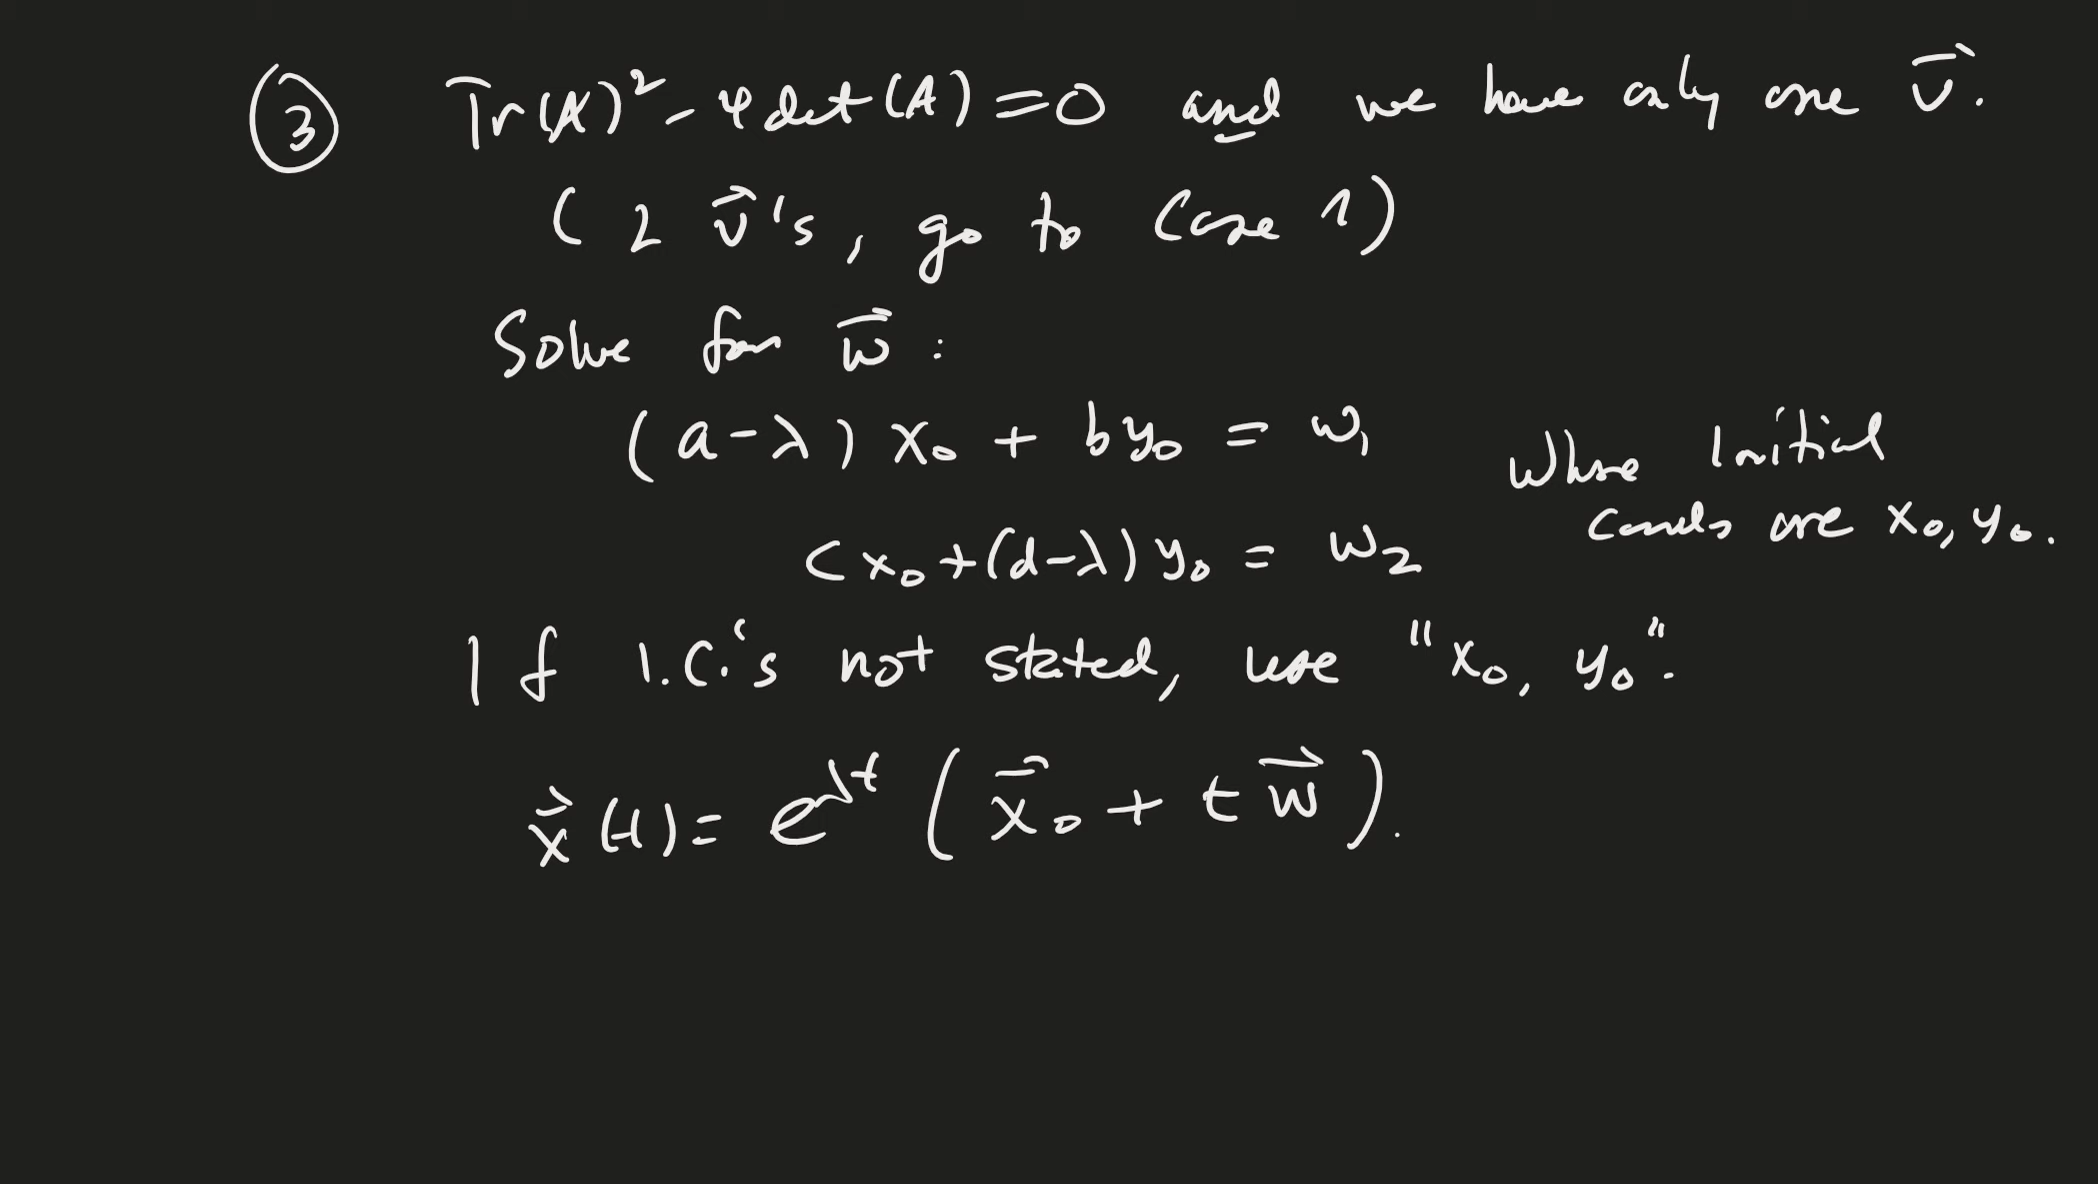 ③ Tr(A)² - 4det(A) = 0 and we have only one v⃗.
( 2 v⃗'s, go to Case 1)
Solve for w⃗ :
(a-λ) x₀ + by₀ = w₁
Where Initial
conds are x₀, y₀.
cx₀ + (d-λ) y₀ = w₂
If I.C.'s not stated, use "x₀, y₀".
x⃗(t) = e^λt ( x⃗₀ + t w⃗ ).